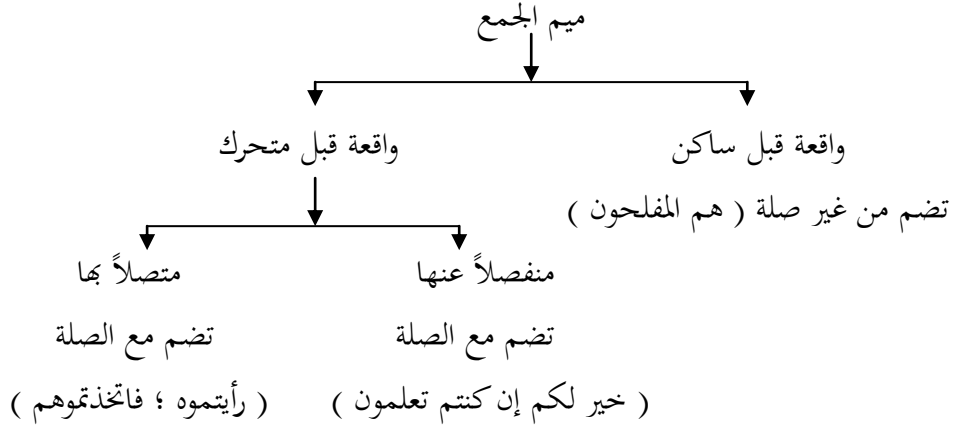 ميم الجمع
واقعة قبل ساكن
واقعة قبل متحرك
تضم من غير صلة ( هم المفلحون )
منفصلاً عنها
متصلاً بها
تضم مع الصلة
تضم مع الصلة
( خير لكم إن كنتم تعلمون )
( رأيتموه ؛ فاتخذتموهم )